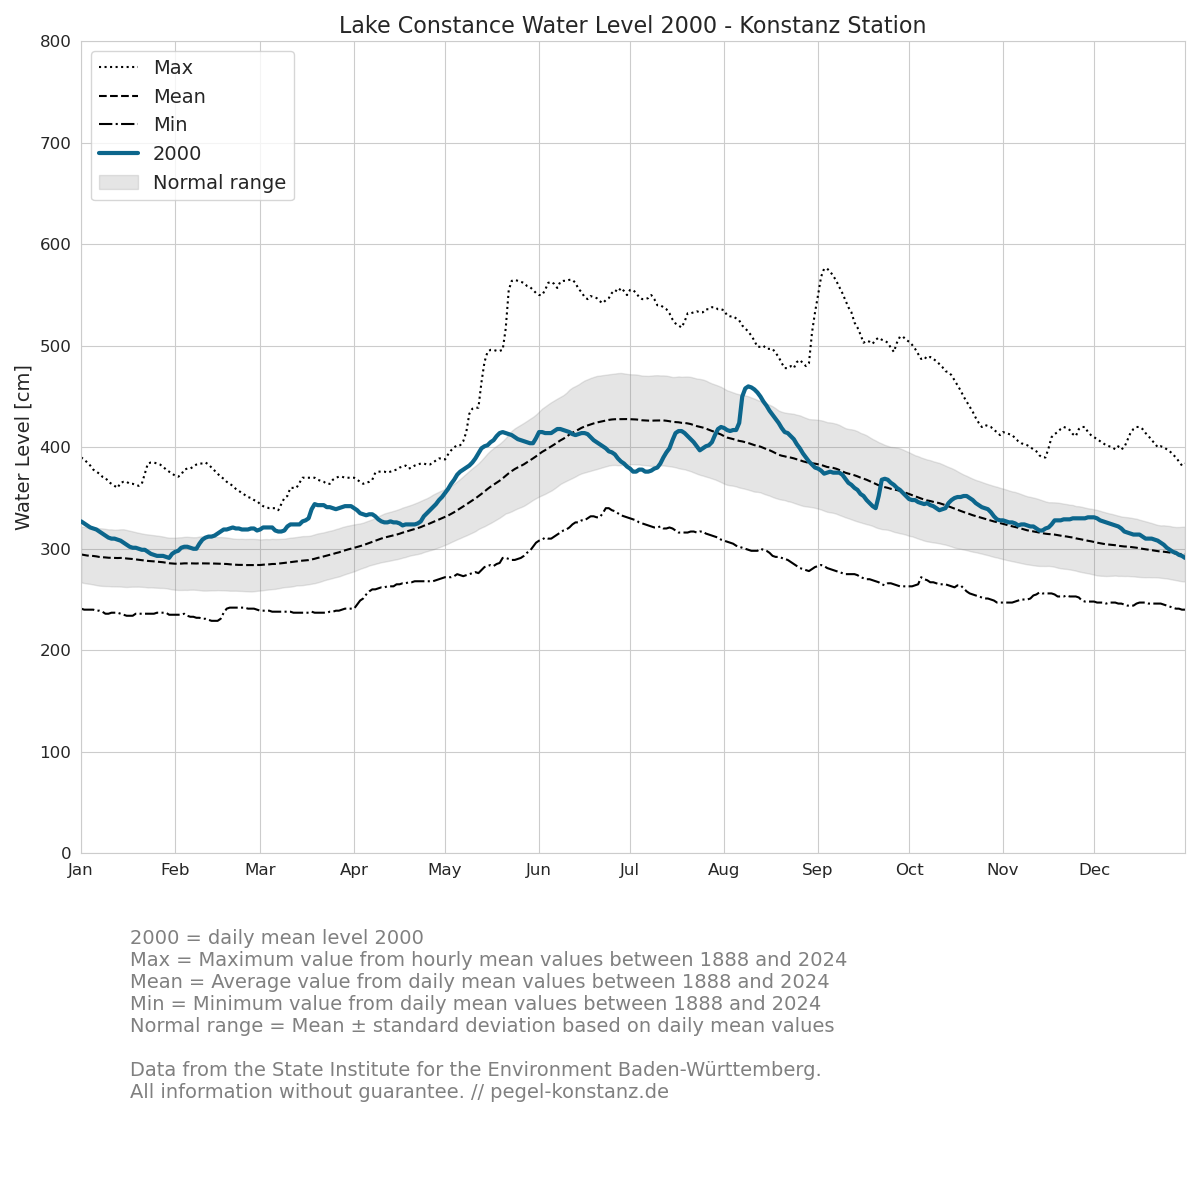 Lake Constance Water Level 2000 - Konstanz Station
800
700
600
500
400
300
200
100
0
Water Level [cm]
Max
Mean
Min
2000
Normal range
Jan Feb Mar Apr May Jun Jul Aug Sep Oct Nov Dec
2000 = daily mean level 2000
Max = Maximum value from hourly mean values between 1888 and 2024
Mean = Average value from daily mean values between 1888 and 2024
Min = Minimum value from daily mean values between 1888 and 2024
Normal range = Mean ± standard deviation based on daily mean values
Data from the State Institute for the Environment Baden-Württemberg.
All information without guarantee. // pegel-konstanz.de